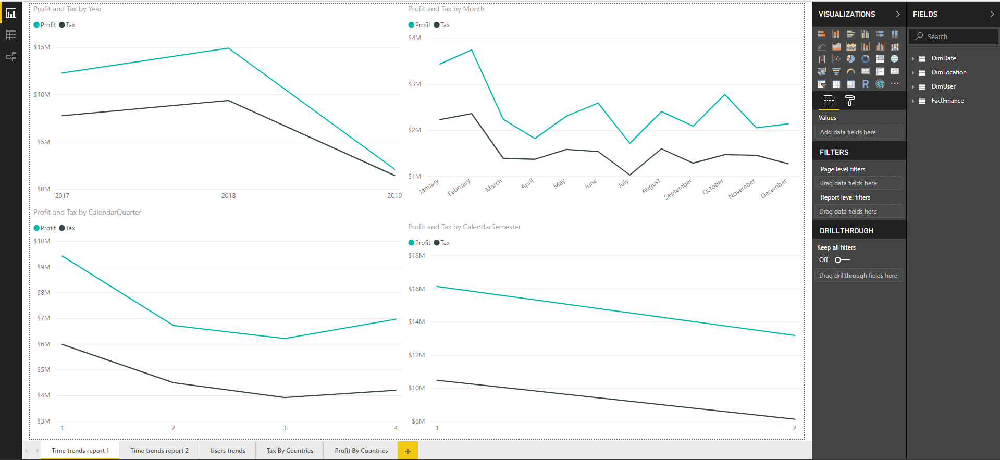 Profit and Tax by Year
Profit Tax
$15M
$10M
$5M
$0M
2017 2018 2019
Profit and Tax by Month
Profit Tax
$4M
$3M
$2M
$1M
January February March April May June July August September October November December
Profit and Tax by CalendarQuarter
Profit Tax
$10M
$9M
$8M
$7M
$6M
$5M
$4M
$3M
1 2 3 4
Profit and Tax by CalendarSemester
Profit Tax
$18M
$16M
$14M
$12M
$10M
$8M
1 2
Time trends report 1 Time trends report 2 Users trends Tax By Countries Profit By Countries +
VISUALIZATIONS
R
Values
Add data fields here
FILTERS
Page level filters
Drag data fields here
Report level filters
Drag data fields here
DRILLTHROUGH
Keep all filters
Off
Drag drillthrough fields here
FIELDS
Search
DimDate
DimLocation
DimUser
FactFinance